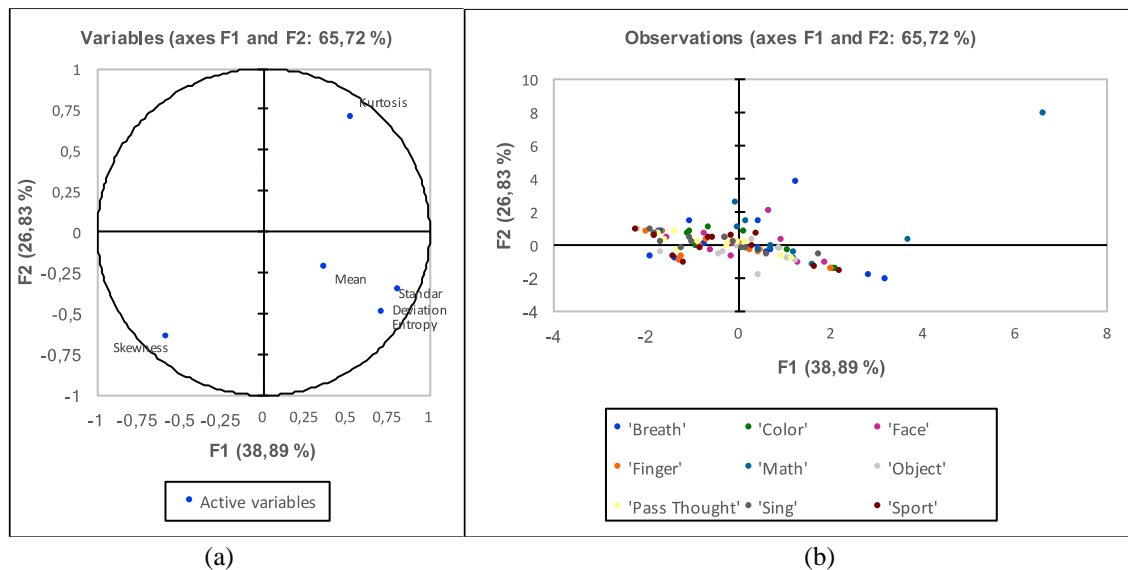 Variables (axes F1 and F2: 65,72 %)
1
0,75
0,5
0,25
0
-0,25
-0,5
-0,75
-1
F2 (26,83 %)
Kurtosis
Mean
Standar
Deviation
Entropy
Skewness
-1 -0,75 -0,5 -0,25 0 0,25 0,5 0,75 1
F1 (38,89 %)
Active variables
(a)
Observations (axes F1 and F2: 65,72 %)
10
8
6
4
2
0
-2
-4
F2 (26,83 %)
-4 -2 0 2 4 6 8
F1 (38,89 %)
'Breath' 'Color' 'Face'
'Finger' 'Math' 'Object'
'Pass Thought' 'Sing' 'Sport'
(b)